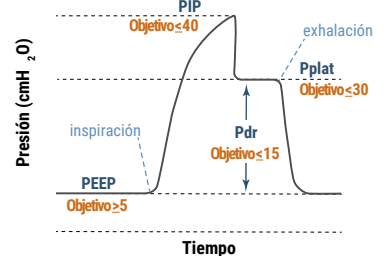 PIP
Objetivo≤40
exhalación
Pplat
Objetivo≤30
inspiración
Pdr
Objetivo≤15
PEEP
Objetivo≥5
Presión (cmH₂O)
Tiempo